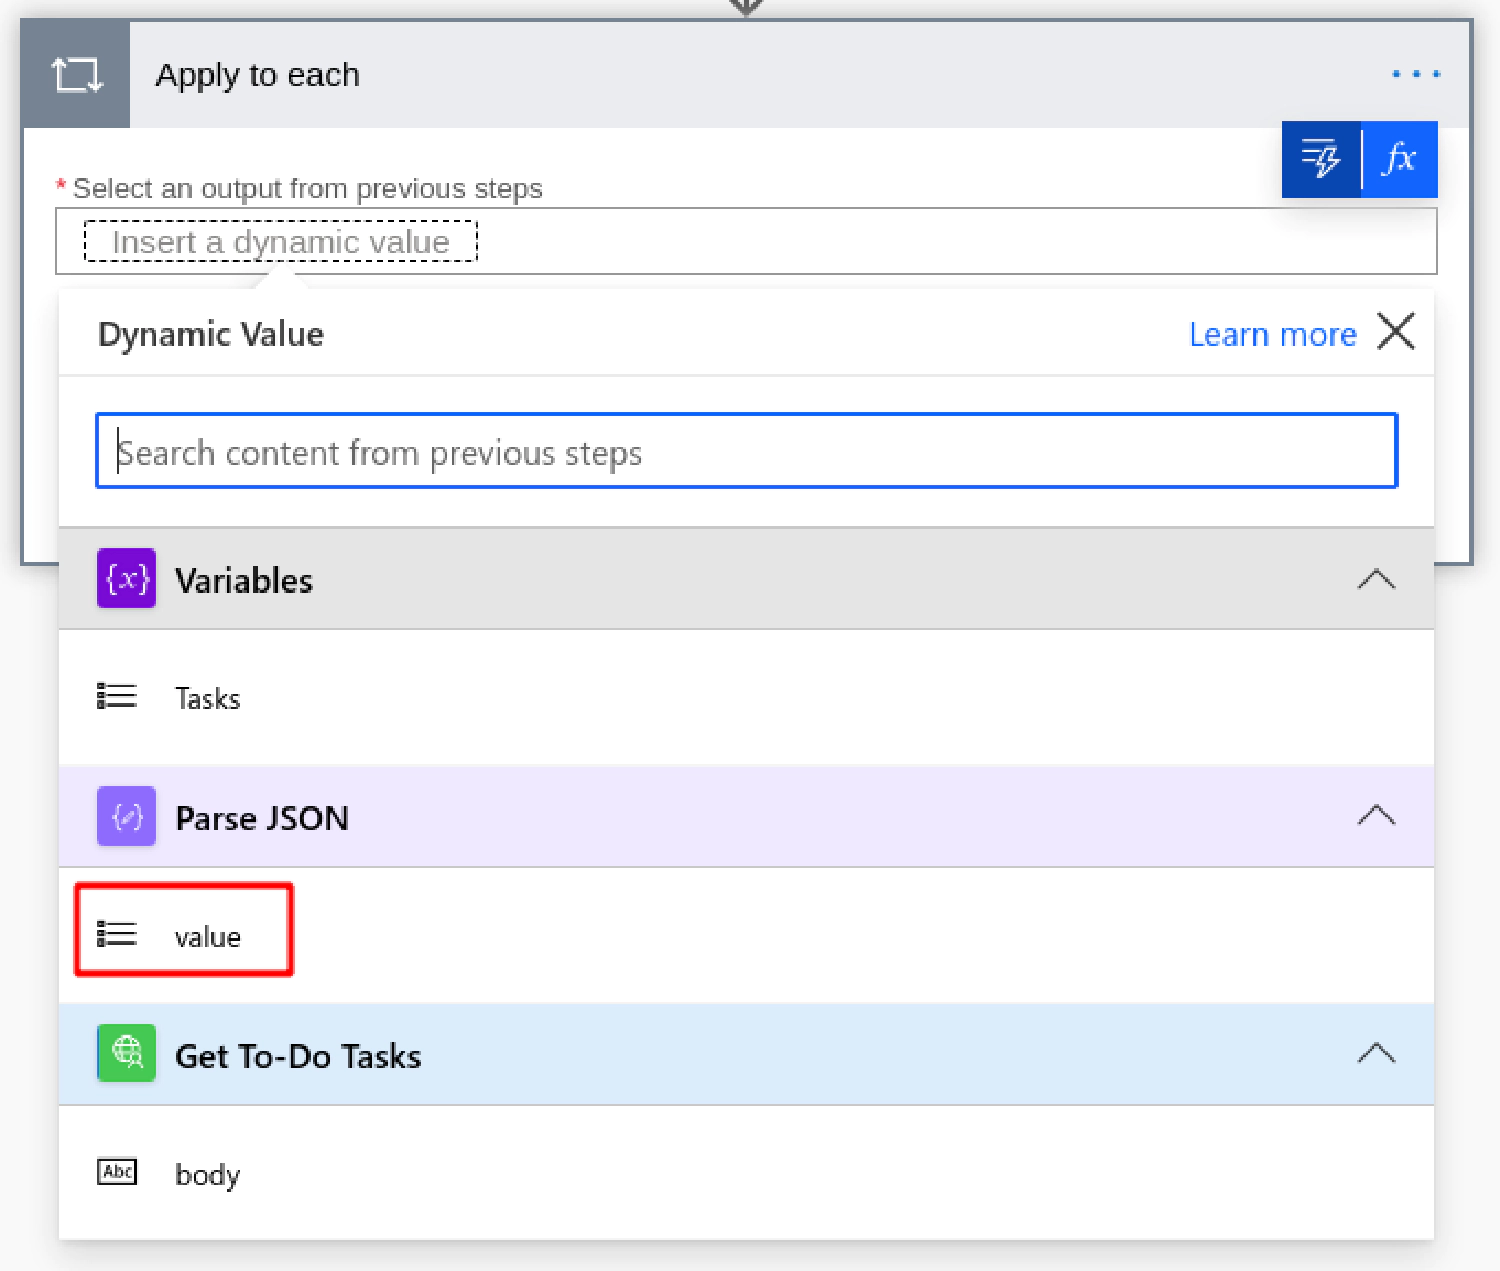 Apply to each
fx
* Select an output from previous steps
Insert a dynamic value
Dynamic Value
Learn more
Search content from previous steps
{x} Variables
Tasks
Parse JSON
value
Get To-Do Tasks
Abc body